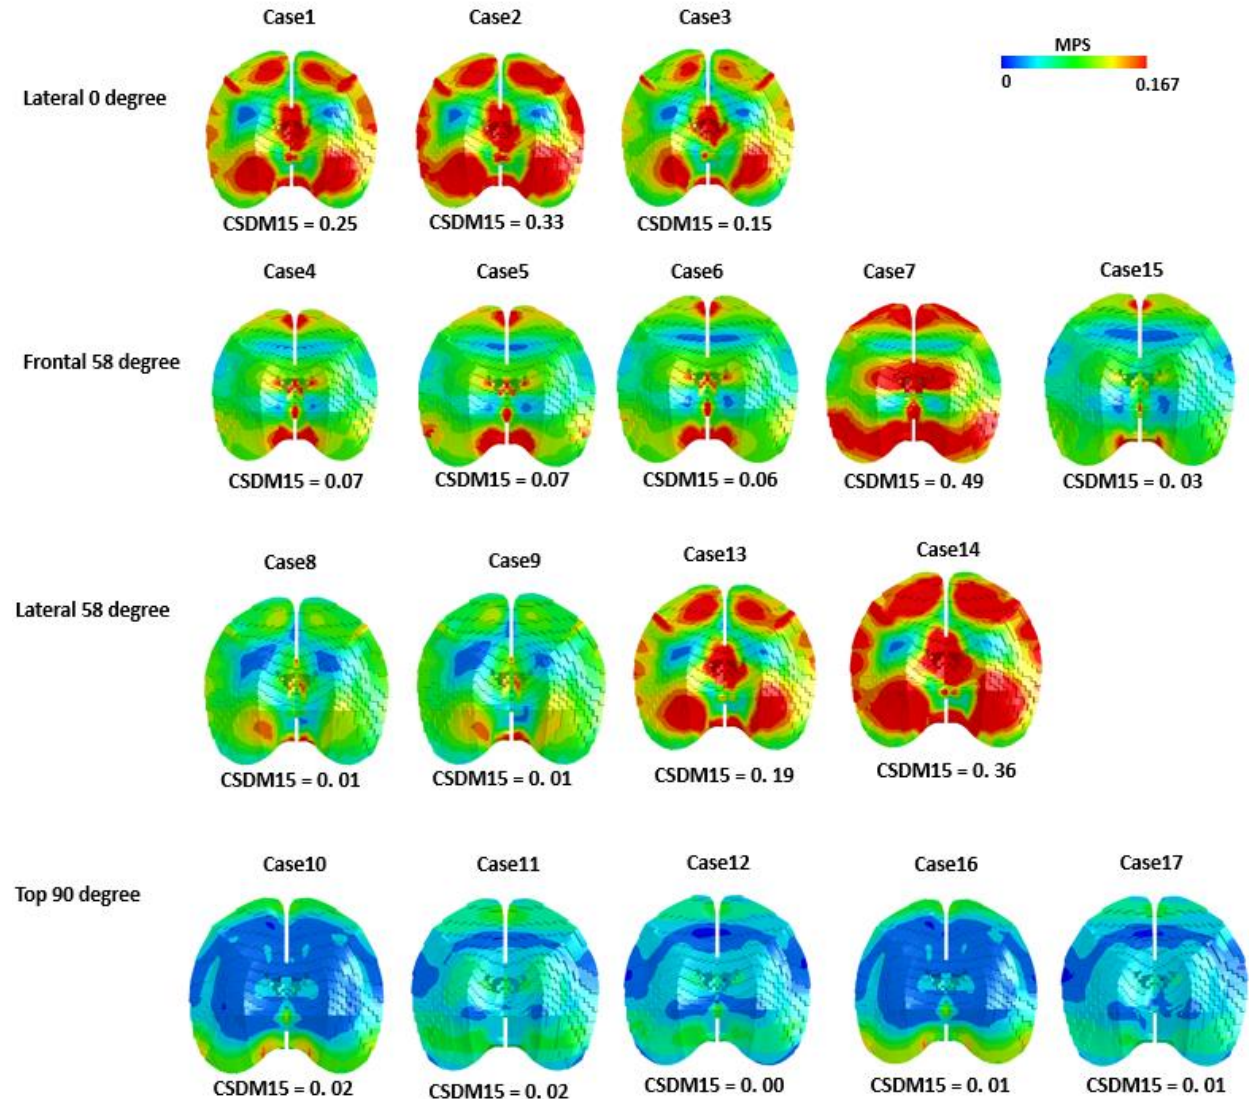 Case1 Case2 Case3
MPS
0 0.167
Lateral 0 degree
CSDM15 = 0.25 CSDM15 = 0.33 CSDM15 = 0.15
Case4 Case5 Case6 Case7 Case15
Frontal 58 degree
CSDM15 = 0.07 CSDM15 = 0.07 CSDM15 = 0.06 CSDM15 = 0. 49 CSDM15 = 0. 03
Case8 Case9 Case13 Case14
Lateral 58 degree
CSDM15 = 0. 01 CSDM15 = 0. 01 CSDM15 = 0. 19 CSDM15 = 0. 36
Case10 Case11 Case12 Case16 Case17
Top 90 degree
CSDM15 = 0. 02 CSDM15 = 0. 02 CSDM15 = 0. 00 CSDM15 = 0. 01 CSDM15 = 0. 01